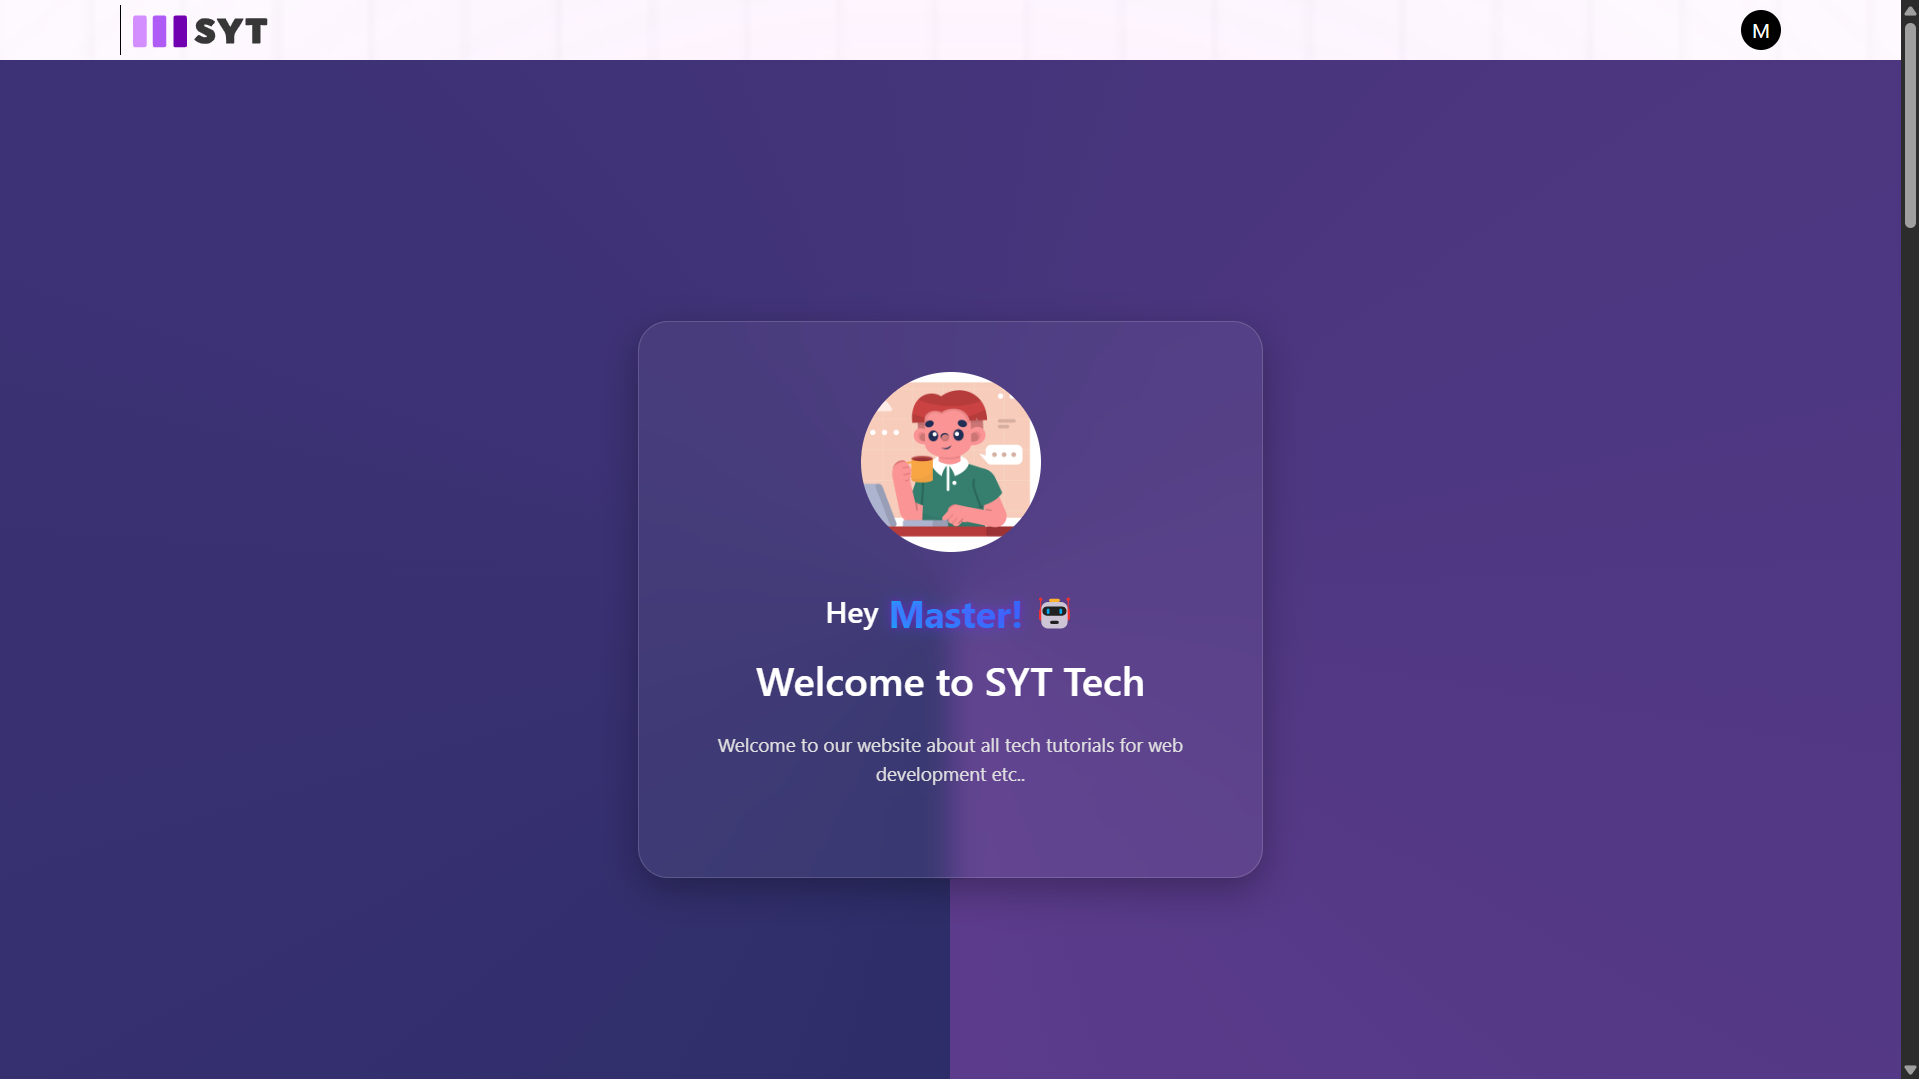 SYT
M
Hey Master! 🤖
Welcome to SYT Tech
Welcome to our website about all tech tutorials for web
development etc..